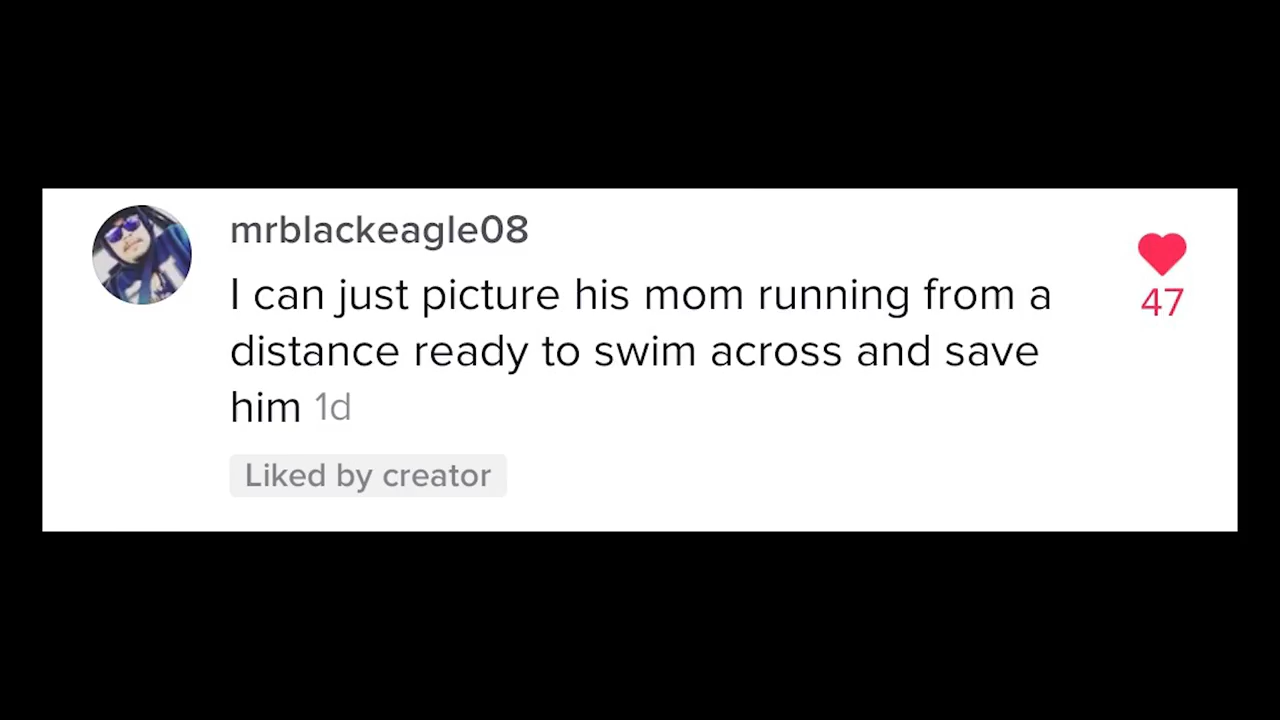 mrblackeagle08
I can just picture his mom running from a
distance ready to swim across and save
him 1d
47
Liked by creator